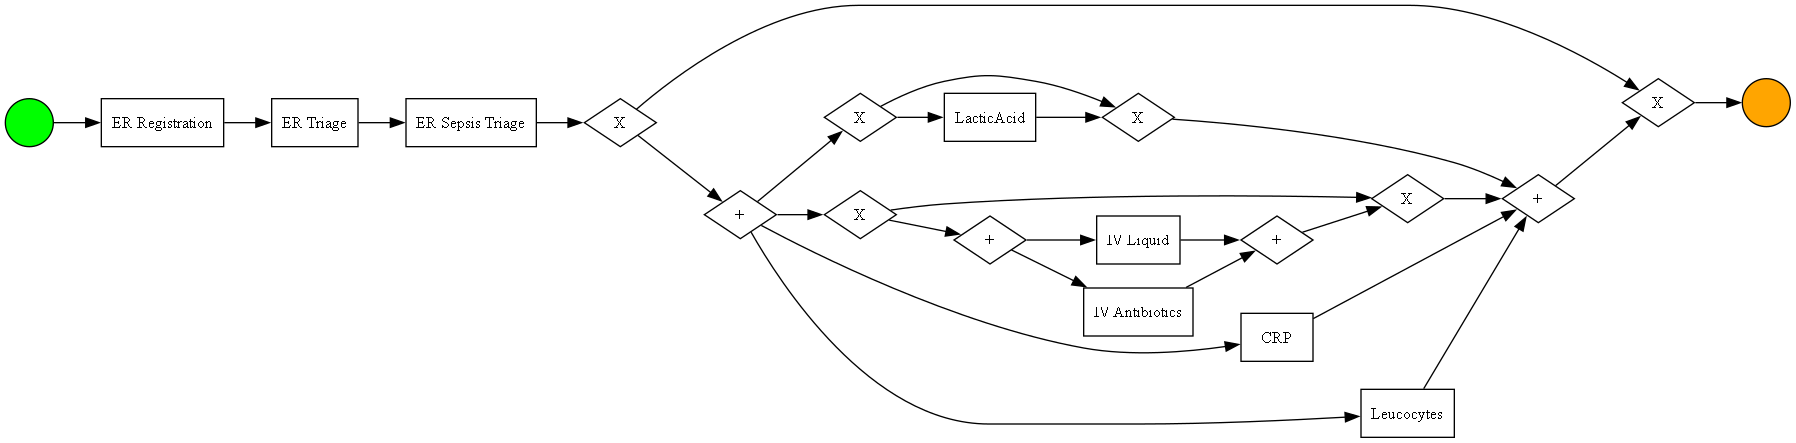 ER Registration
ER Triage
ER Sepsis Triage
X
+
X
LacticAcid
X
X
+
IV Liquid
IV Antibiotics
+
X
CRP
Leucocytes
+
X